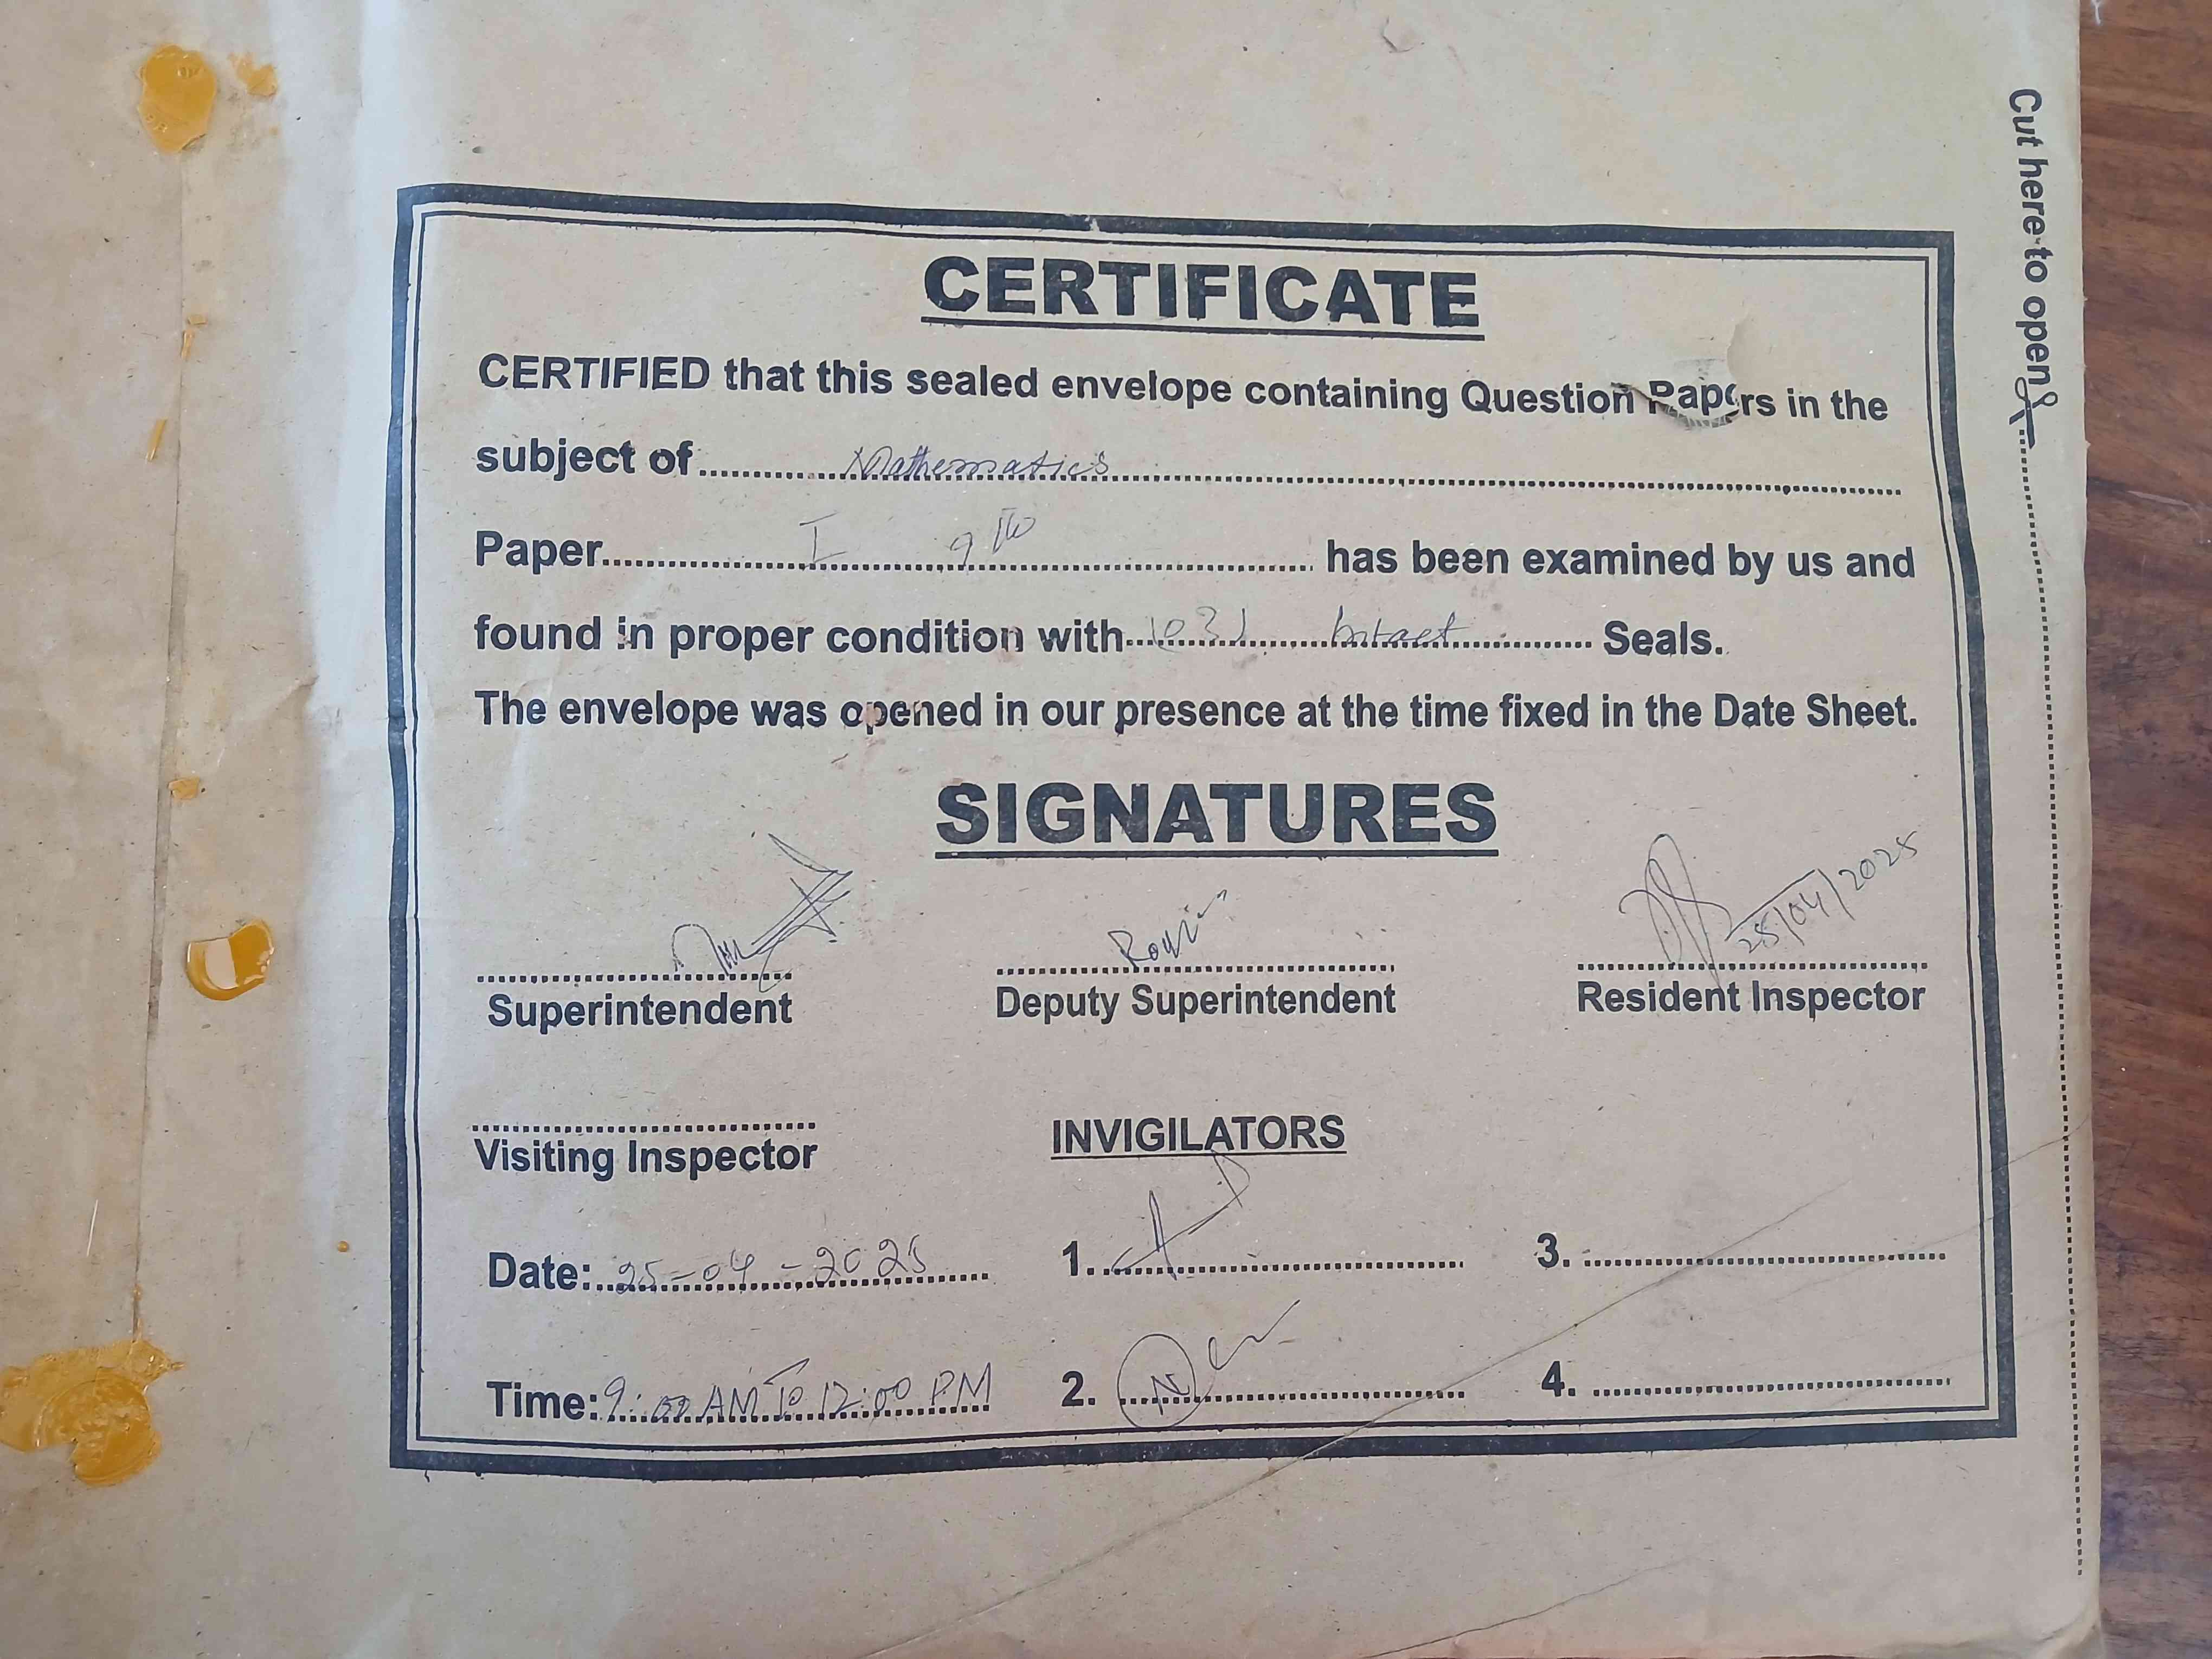 CERTIFICATE
CERTIFIED that this sealed envelope containing Question Papers in the
subject of Mathematics
Paper I 9th has been examined by us and
found in proper condition with 1031 Intact Seals.
The envelope was opened in our presence at the time fixed in the Date Sheet.
SIGNATURES
25/04/2025
Superintendent Deputy Superintendent Resident Inspector
Visiting Inspector INVIGILATORS
Date: 25-04-2025 1. 3.
Time: 9:00 AM To 12:00 PM 2. 4.
Cut here to open